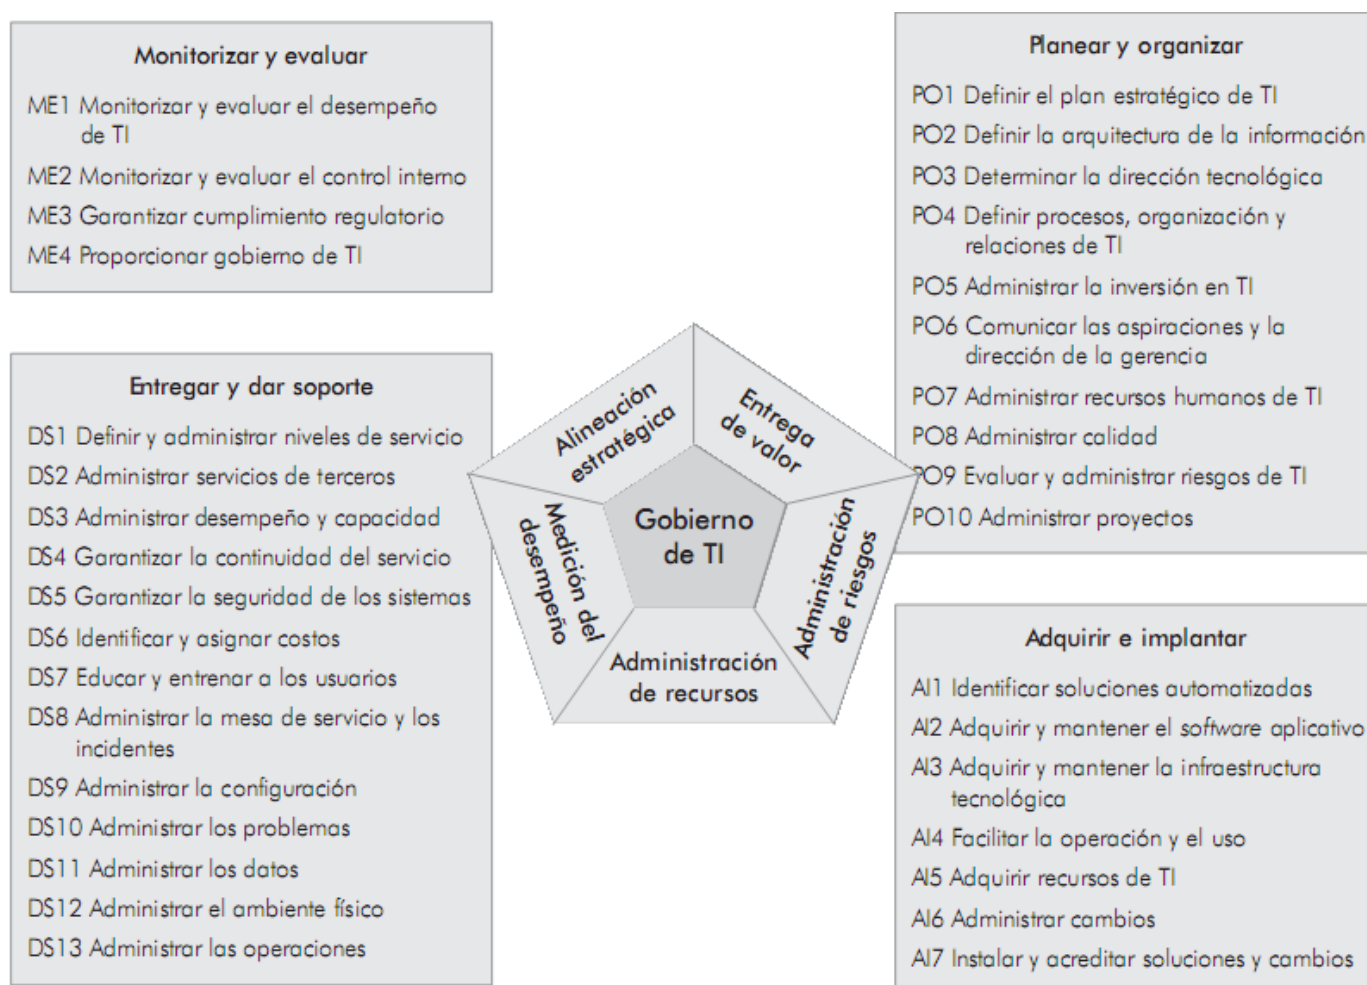 Monitorizar y evaluar
ME1 Monitorizar y evaluar el desempeño
de TI
ME2 Monitorizar y evaluar el control interno
ME3 Garantizar cumplimiento regulatorio
ME4 Proporcionar gobierno de TI
Entregar y dar soporte
DS1 Definir y administrar niveles de servicio
DS2 Administrar servicios de terceros
DS3 Administrar desempeño y capacidad
DS4 Garantizar la continuidad del servicio
DS5 Garantizar la seguridad de los sistemas
DS6 Identificar y asignar costos
DS7 Educar y entrenar a los usuarios
DS8 Administrar la mesa de servicio y los
incidentes
DS9 Administrar la configuración
DS10 Administrar los problemas
DS11 Administrar los datos
DS12 Administrar el ambiente físico
DS13 Administrar las operaciones
Alineación
estratégica
Entrega
de valor
Medición del
desempeño
Gobierno
de TI
Administración
de riesgos
Administración
de recursos
Planear y organizar
PO1 Definir el plan estratégico de TI
PO2 Definir la arquitectura de la información
PO3 Determinar la dirección tecnológica
PO4 Definir procesos, organización y
relaciones de TI
PO5 Administrar la inversión en TI
PO6 Comunicar las aspiraciones y la
dirección de la gerencia
PO7 Administrar recursos humanos de TI
PO8 Administrar calidad
PO9 Evaluar y administrar riesgos de TI
PO10 Administrar proyectos
Adquirir e implantar
AI1 Identificar soluciones automatizadas
AI2 Adquirir y mantener el software aplicativo
AI3 Adquirir y mantener la infraestructura
tecnológica
AI4 Facilitar la operación y el uso
AI5 Adquirir recursos de TI
AI6 Administrar cambios
AI7 Instalar y acreditar soluciones y cambios